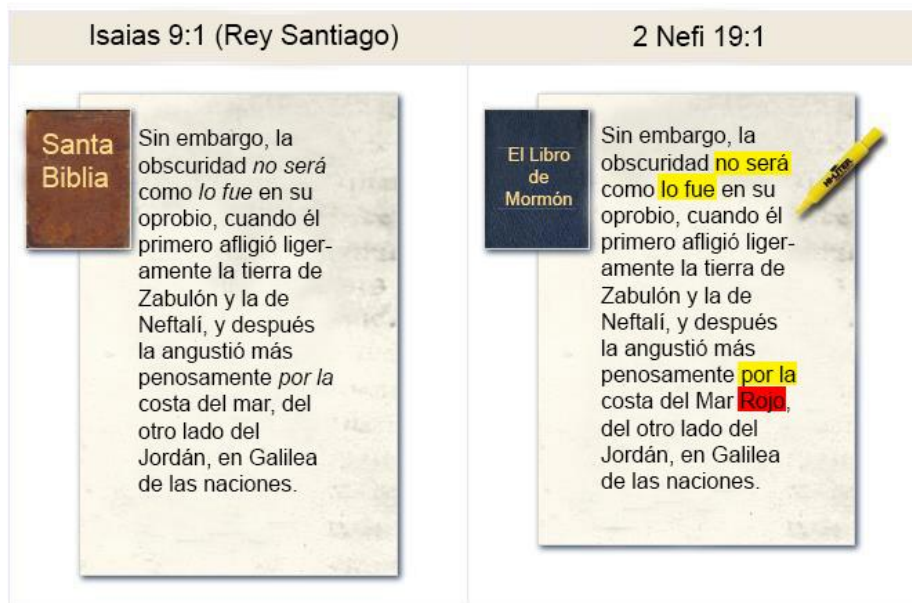 Isaias 9:1 (Rey Santiago)
Santa
Biblia
Sin embargo, la
obscuridad no será
como lo fue en su
oprobio, cuando él
primero afligió liger-
amente la tierra de
Zabulón y la de
Neftalí, y después
la angustió más
penosamente por la
costa del mar, del
otro lado del
Jordán, en Galilea
de las naciones.
2 Nefi 19:1
El Libro
de
Mormón
Sin embargo, la
obscuridad no será
como lo fue en su
oprobio, cuando él
primero afligió liger-
amente la tierra de
Zabulón y la de
Neftalí, y después
la angustió más
penosamente por la
costa del Mar Rojo,
del otro lado del
Jordán, en Galilea
de las naciones.
HI-LITER